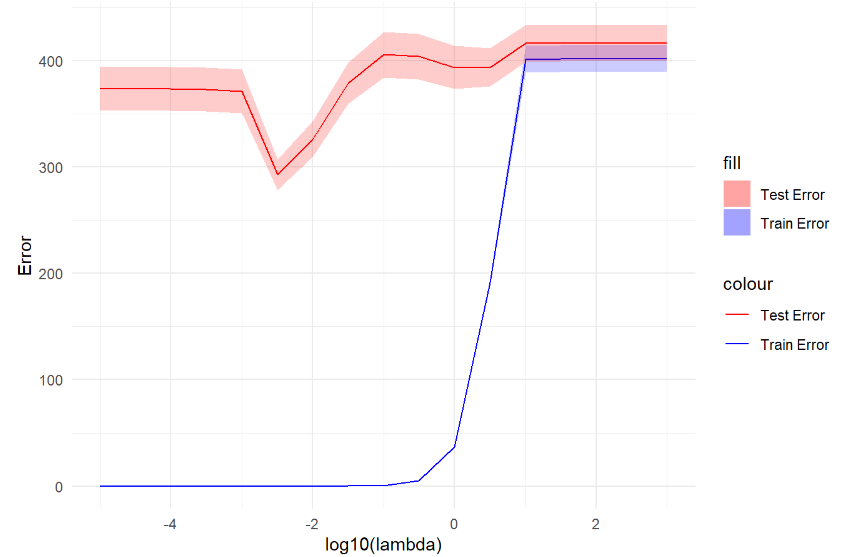 400
300
200
100
0
Error
-4
-2
0
2
log10(lambda)
fill
Test Error
Train Error
colour
Test Error
Train Error